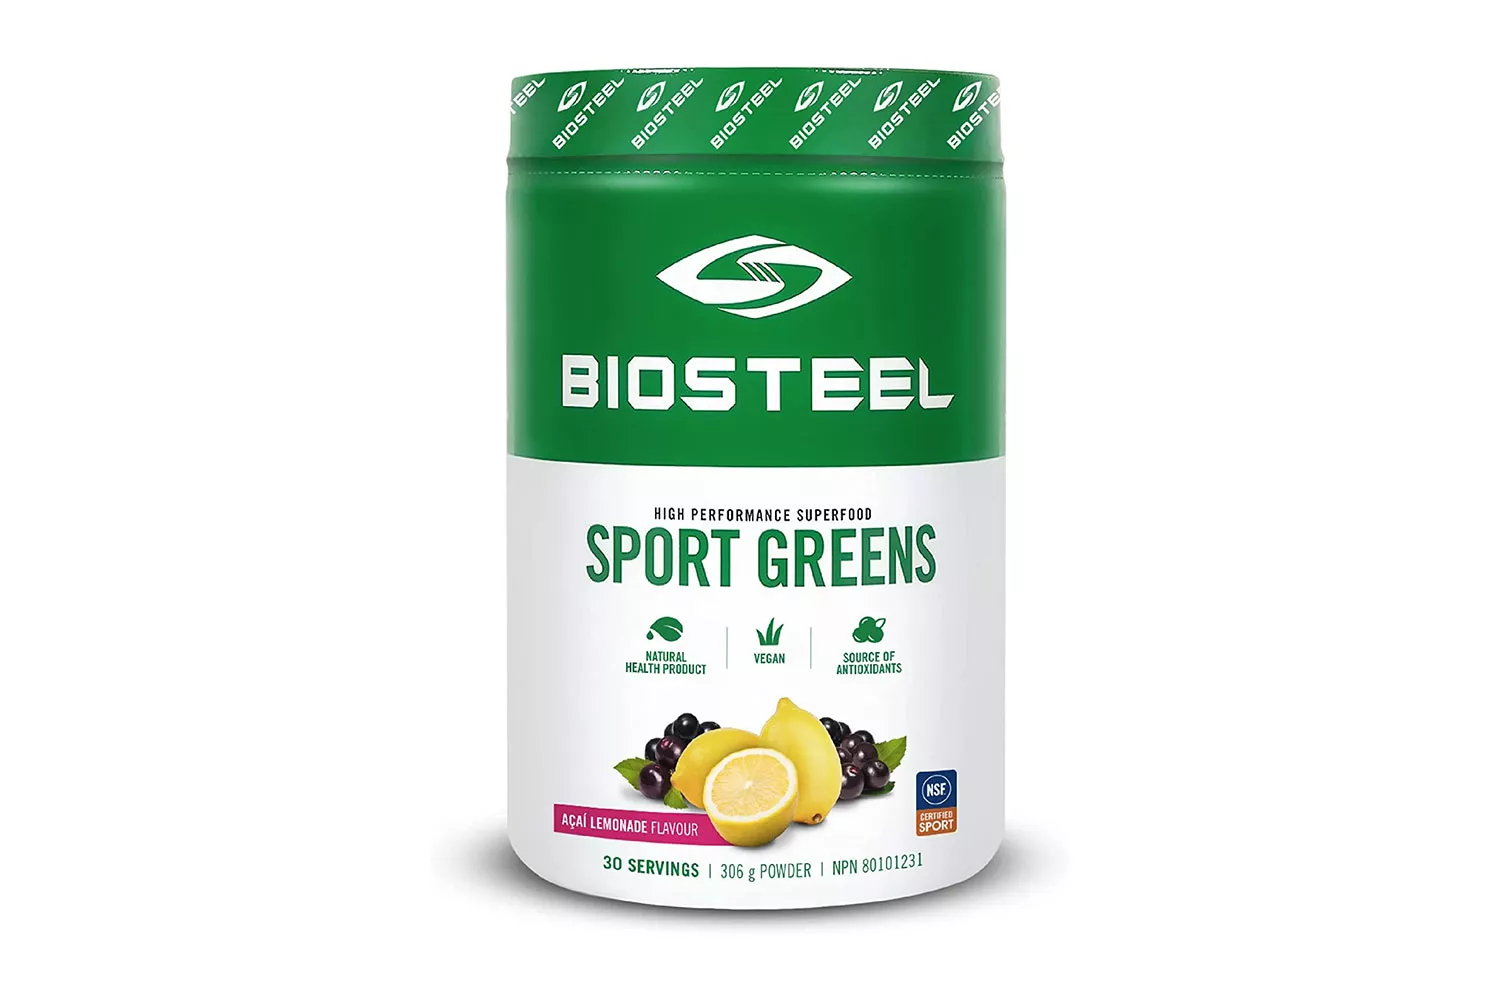 BIOSTEEL BIOSTEEL BIOSTEEL BIOSTEEL BIOSTEEL BIOSTEEL
BIOSTEEL
HIGH PERFORMANCE SUPERFOOD
SPORT GREENS
NATURAL
HEALTH PRODUCT
VEGAN
SOURCE OF
ANTIOXIDANTS
NSF
CERTIFIED
SPORT
AÇAÍ LEMONADE FLAVOUR
30 SERVINGS | 306 g POWDER | NPN 80101231